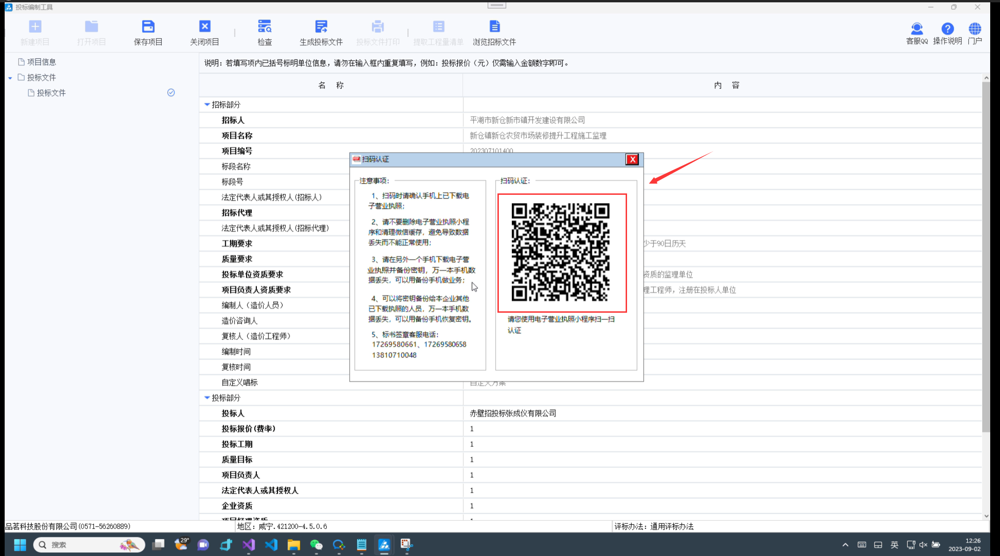 投标编制工具
新建项目
打开项目
保存项目
关闭项目
检查
生成投标文件
投标文件打印
提取工程量清单
浏览招标文件
客服QQ
操作说明
门户
项目信息
投标文件
投标文件
说明：若填写项内已括号标明单位信息，请勿在输入框内重复填写，例如：投标报价（元）仅需输入金额数字即可。
名 称
内 容
招标部分
招标人
平湖市新仓新市镇开发建设有限公司
项目名称
新仓镇新仓农贸市场装修提升工程施工监理
项目编号
202307101400
标段名称
标段号
法定代表人或其授权人(招标人)
招标代理
法定代表人或其授权人(招标代理)
工期要求
少于90日历天
质量要求
投标单位资质要求
资质的监理单位
项目负责人资质要求
理工程师，注册在投标人单位
编制人（造价人员）
造价咨询人
复核人（造价工程师）
编制时间
复核时间
自定义唱标
自定义方案
投标部分
投标人
赤壁招投标张成仪有限公司
投标报价(费率)
1
投标工期
1
质量目标
1
项目负责人
1
法定代表人或其授权人
1
企业资质
1
项目经理资质
扫码认证
X
注意事项：
1、扫码时请确认手机上已下载电
子营业执照；
2、请不要删除电子营业执照小程
序和清理微信缓存，避免导致数据
丢失而不能正常使用；
3、请在另外一个手机下载电子营
业执照并备份密钥，万一本手机数
据丢失，可以用备份手机做业务；
4、可以将密钥备份给本企业其他
已下载执照的人员，万一本手机数
据丢失，可以用备份手机恢复密钥。
5、标书签章客服电话：
17269580661、17269580658
13810710048
扫码认证：
请您使用电子营业执照小程序扫一扫
认证
品茗科技股份有限公司(0571-56260889)
地区：咸宁.421200-4.5.0.6
评标办法：通用评标办法
搜索
29°
英
12:26
2023-09-02